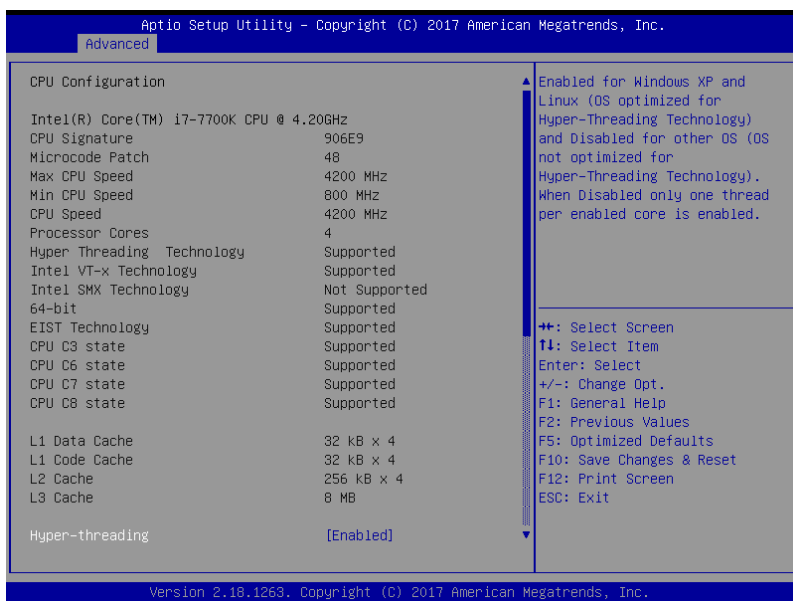 Aptio Setup Utility – Copyright (C) 2017 American Megatrends, Inc.
Advanced
CPU Configuration
Intel(R) Core(TM) i7-7700K CPU @ 4.20GHz
CPU Signature 906E9
Microcode Patch 48
Max CPU Speed 4200 MHz
Min CPU Speed 800 MHz
CPU Speed 4200 MHz
Processor Cores 4
Hyper Threading Technology Supported
Intel VT-x Technology Supported
Intel SMX Technology Not Supported
64-bit Supported
EIST Technology Supported
CPU C3 state Supported
CPU C6 state Supported
CPU C7 state Supported
CPU C8 state Supported
L1 Data Cache 32 kB x 4
L1 Code Cache 32 kB x 4
L2 Cache 256 kB x 4
L3 Cache 8 MB
Hyper-threading [Enabled]
Enabled for Windows XP and
Linux (OS optimized for
Hyper-Threading Technology)
and Disabled for other OS (OS
not optimized for
Hyper-Threading Technology).
When Disabled only one thread
per enabled core is enabled.
→←: Select Screen
↑↓: Select Item
Enter: Select
+/-: Change Opt.
F1: General Help
F2: Previous Values
F5: Optimized Defaults
F10: Save Changes & Reset
F12: Print Screen
ESC: Exit
Version 2.18.1263. Copyright (C) 2017 American Megatrends, Inc.